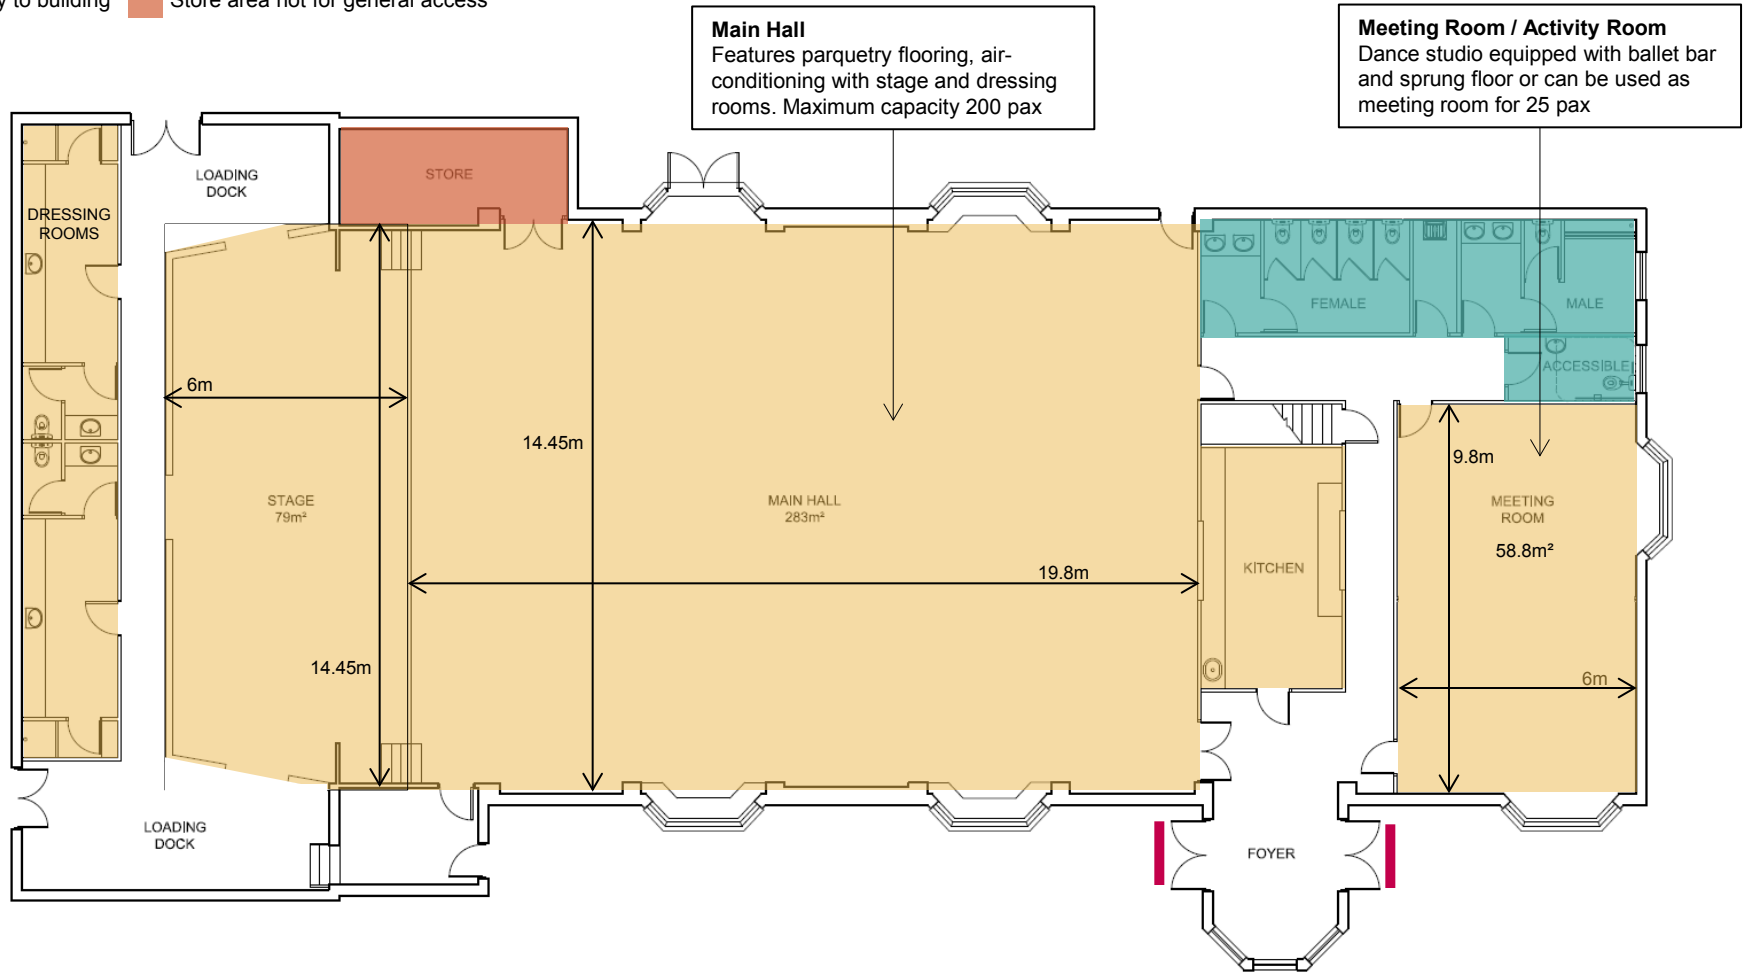 y to building
Store area not for general access
Main Hall
Features parquetry flooring, air-
conditioning with stage and dressing
rooms. Maximum capacity 200 pax
Meeting Room / Activity Room
Dance studio equipped with ballet bar
and sprung floor or can be used as
meeting room for 25 pax
LOADING
DOCK
STORE
DRESSING
ROOMS
FEMALE
MALE
ACCESSIBLE
6m
14.45m
9.8m
STAGE
79m²
MAIN HALL
283m²
MEETING
ROOM
58.8m²
19.8m
KITCHEN
14.45m
6m
LOADING
DOCK
FOYER